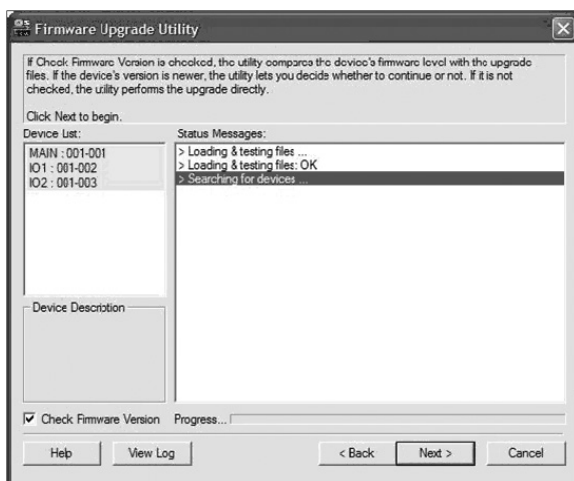 Firmware Upgrade Utility
If Check Firmware Version is checked, the utility compares the device's firmware level with the upgrade
files. If the device's version is newer, the utility lets you decide whether to continue or not. If it is not
checked, the utility performs the upgrade directly.
Click Next to begin.
Device List:
MAIN : 001-001
IO1 : 001-002
IO2 : 001-003
Status Messages:
> Loading & testing files ...
> Loading & testing files: OK
> Searching for devices ...
Device Description
Check Firmware Version
Progress...
Help
View Log
< Back
Next >
Cancel